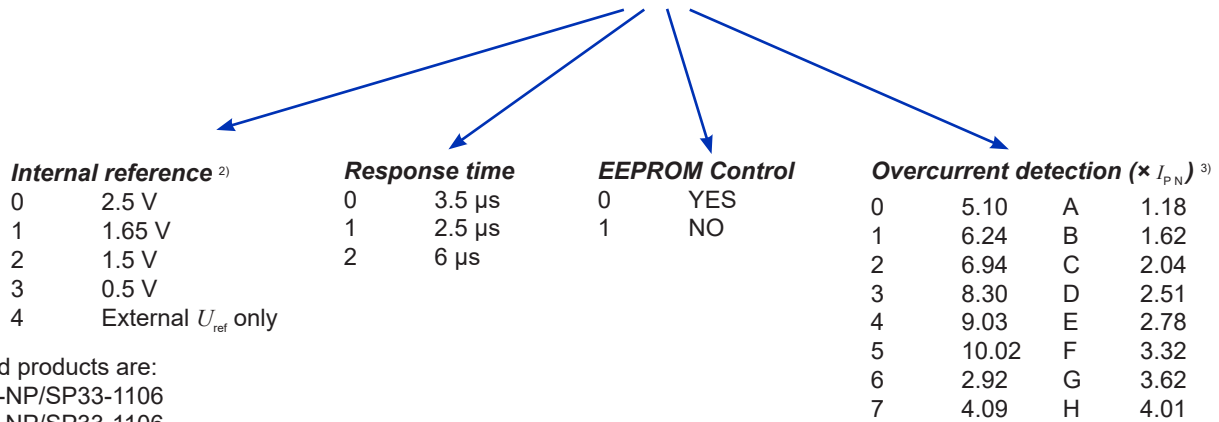 Internal reference 2)
0 2.5 V
1 1.65 V
2 1.5 V
3 0.5 V
4 External Uref only
Response time
0 3.5 µs
1 2.5 µs
2 6 µs
EEPROM Control
0 YES
1 NO
Overcurrent detection (× IPN) 3)
0 5.10 A 1.18
1 6.24 B 1.62
2 6.94 C 2.04
3 8.30 D 2.51
4 9.03 E 2.78
5 10.02 F 3.32
6 2.92 G 3.62
7 4.09 H 4.01
d products are:
-NP/SP33-1106
-NP/SP33-1106